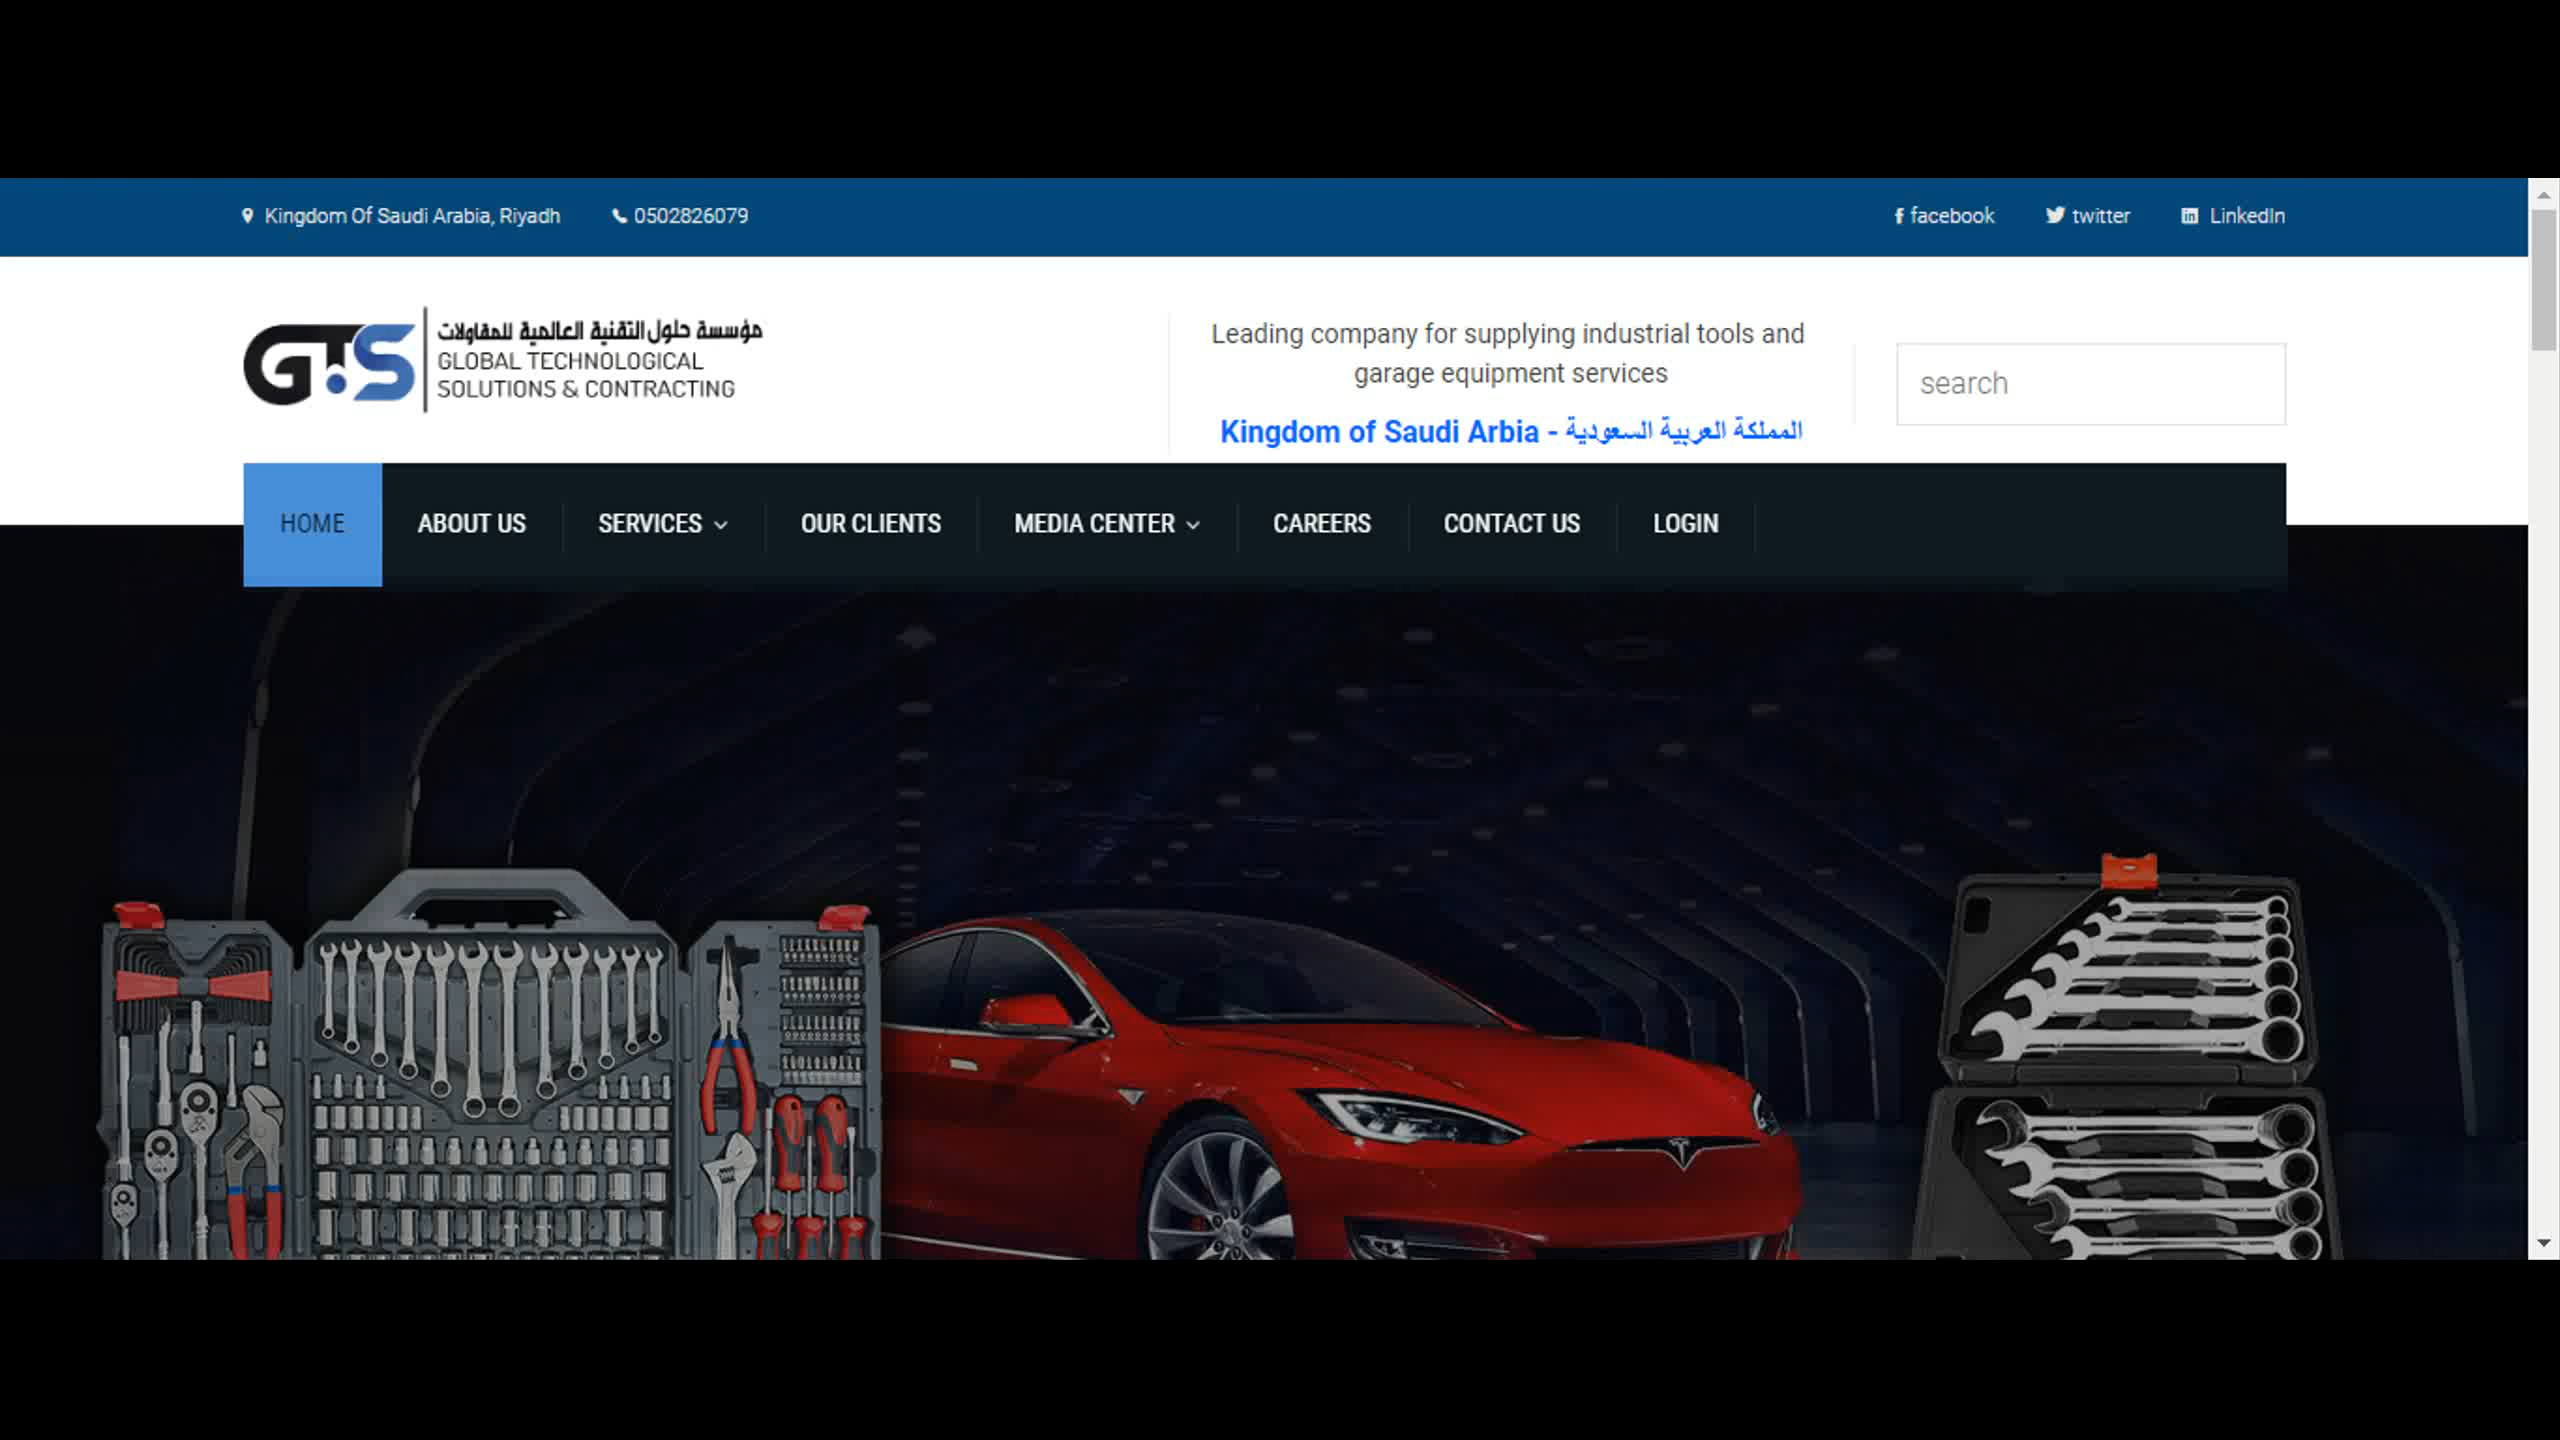 Kingdom Of Saudi Arabia, Riyadh 0502826079 facebook twitter LinkedIn
مؤسسة حلول التقنية العالمية للمقاولات
GTS GLOBAL TECHNOLOGICAL
SOLUTIONS & CONTRACTING
Leading company for supplying industrial tools and
garage equipment services
Kingdom of Saudi Arbia - المملكة العربية السعودية
search
HOME ABOUT US SERVICES OUR CLIENTS MEDIA CENTER CAREERS CONTACT US LOGIN